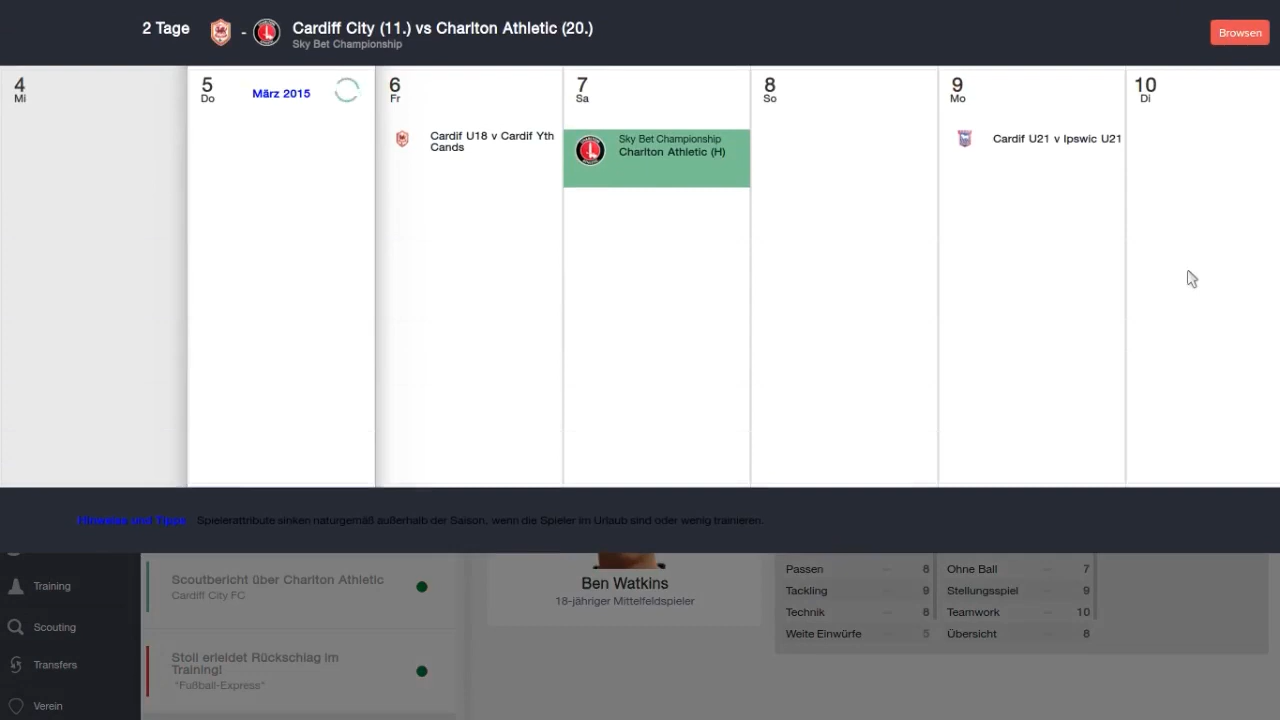 2 Tage
-
Cardiff City (11.) vs Charlton Athletic (20.)
Sky Bet Championship
Browsen
4
Mi
5
Do
März 2015
6
Fr
7
Sa
8
So
9
Mo
10
Di
Cardif U18 v Cardif Yth
Cands
Sky Bet Championship
Charlton Athletic (H)
Cardif U21 v Ipswic U21
Hinweise und Tipps
Spielerattribute sinken naturgemäß außerhalb der Saison, wenn die Spieler im Urlaub sind oder wenig trainieren.
Training
Scouting
Transfers
Verein
Scoutbericht über Charlton Athletic
Cardiff City FC
Stoll erleidet Rückschlag im
Training!
"Fußball-Express"
Ben Watkins
18-jähriger Mittelfeldspieler
Passen 8
Tackling 9
Technik 8
Weite Einwürfe 5
Ohne Ball 7
Stellungsspiel 9
Teamwork 10
Übersicht 8